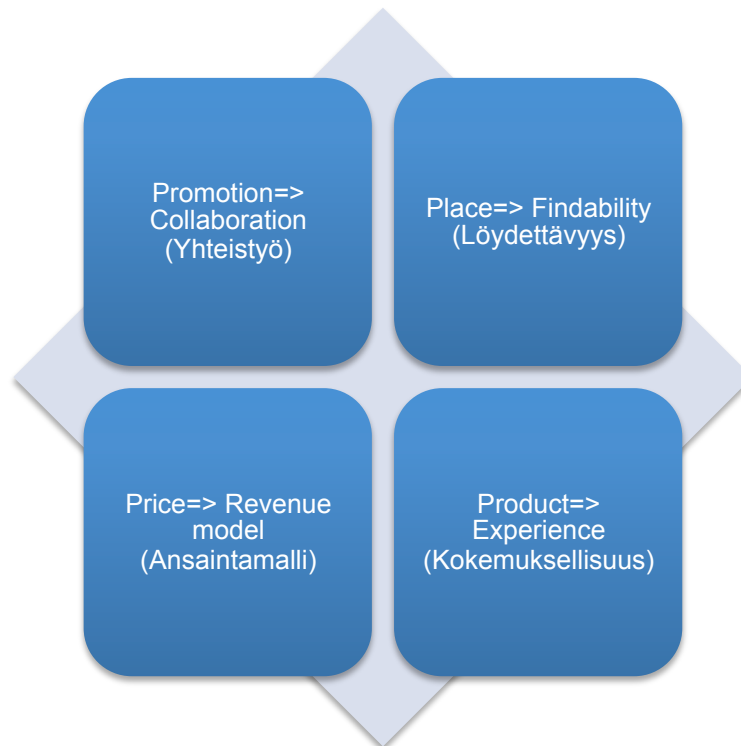 Promotion=>
Collaboration
(Yhteistyö)
Place=> Findability
(Löydettävyys)
Price=> Revenue
model
(Ansaintamalli)
Product=>
Experience
(Kokemuksellisuus)